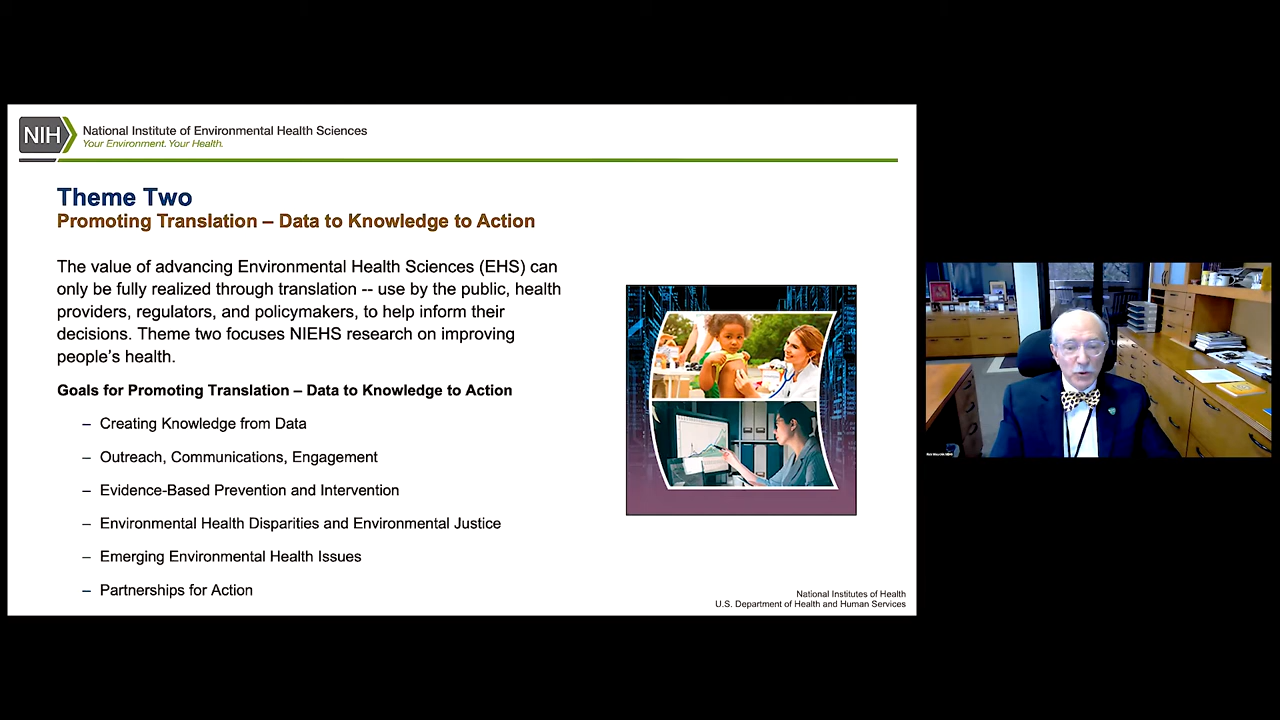 NIH
National Institute of Environmental Health Sciences
Your Environment. Your Health.
Theme Two
Promoting Translation – Data to Knowledge to Action
The value of advancing Environmental Health Sciences (EHS) can
only be fully realized through translation -- use by the public, health
providers, regulators, and policymakers, to help inform their
decisions. Theme two focuses NIEHS research on improving
people's health.
Goals for Promoting Translation – Data to Knowledge to Action
– Creating Knowledge from Data
– Outreach, Communications, Engagement
– Evidence-Based Prevention and Intervention
– Environmental Health Disparities and Environmental Justice
– Emerging Environmental Health Issues
– Partnerships for Action
National Institutes of Health
U.S. Department of Health and Human Services